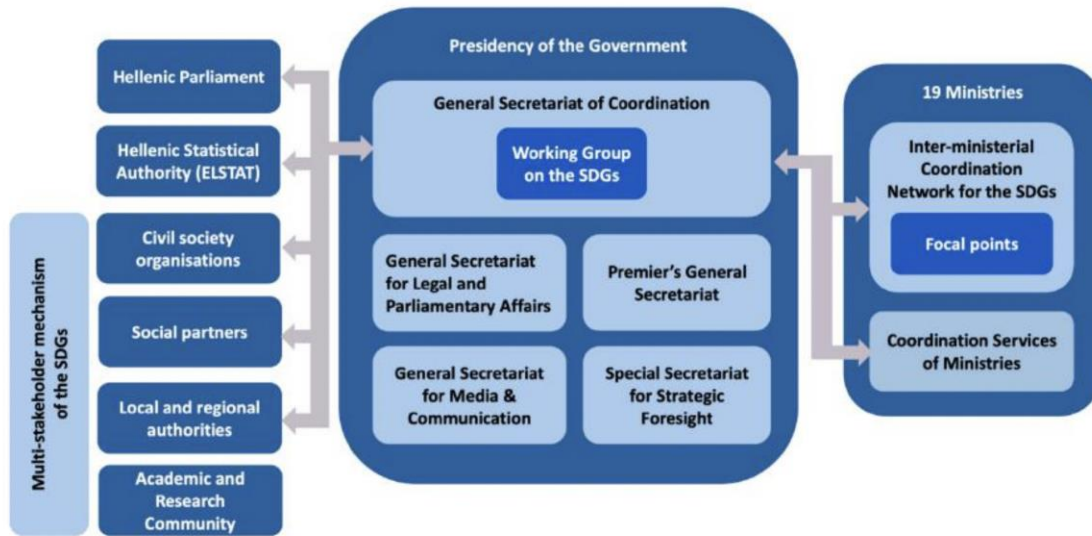 Hellenic Parliament
Hellenic Statistical
Authority (ELSTAT)
Multi-stakeholder mechanism
of the SDGs
Civil society
organisations
Social partners
Local and regional
authorities
Academic and
Research
Community
Presidency of the Government
General Secretariat of Coordination
Working Group
on the SDGs
General Secretariat
for Legal and
Parliamentary Affairs
Premier's General
Secretariat
General Secretariat
for Media &
Communication
Special Secretariat
for Strategic
Foresight
19 Ministries
Inter-ministerial
Coordination
Network for the SDGs
Focal points
Coordination Services
of Ministries